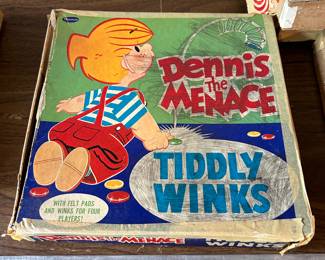 Dennis
THE
MENACE
TIDDLY
WINKS
WITH FELT PADS
AND WINKS FOR FOUR
PLAYERS!
Dennis THE MENACE WINKS